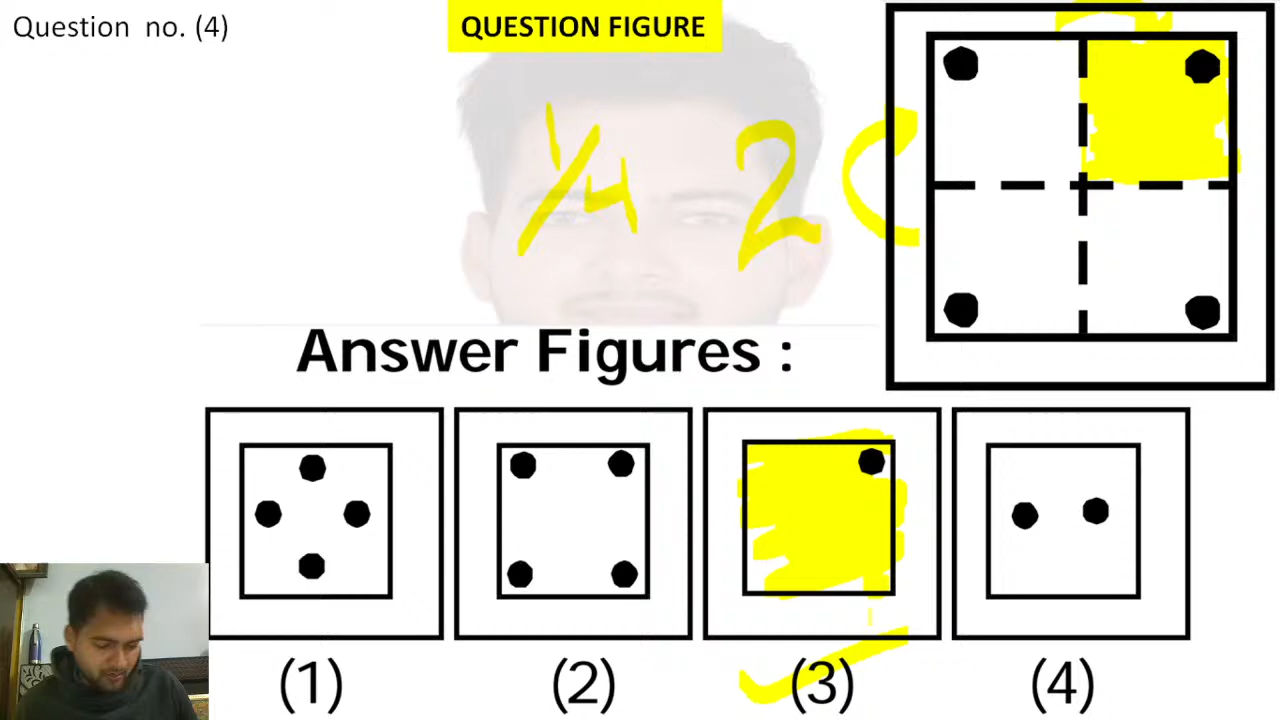 Question no. (4)
QUESTION FIGURE
1/4 2
Answer Figures :
(1) (2) (3) (4)